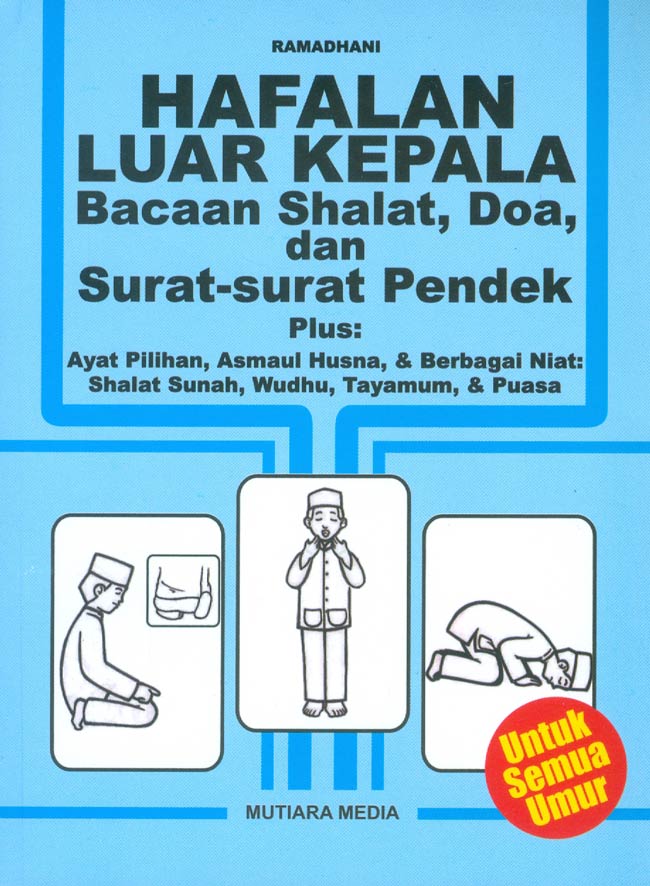 RAMADHANI
HAFALAN
LUAR KEPALA
Bacaan Shalat, Doa,
dan
Surat-surat Pendek
Plus:
Ayat Pilihan, Asmaul Husna, & Berbagai Niat:
Shalat Sunah, Wudhu, Tayamum, & Puasa
Untuk
Semua
Umur
MUTIARA MEDIA